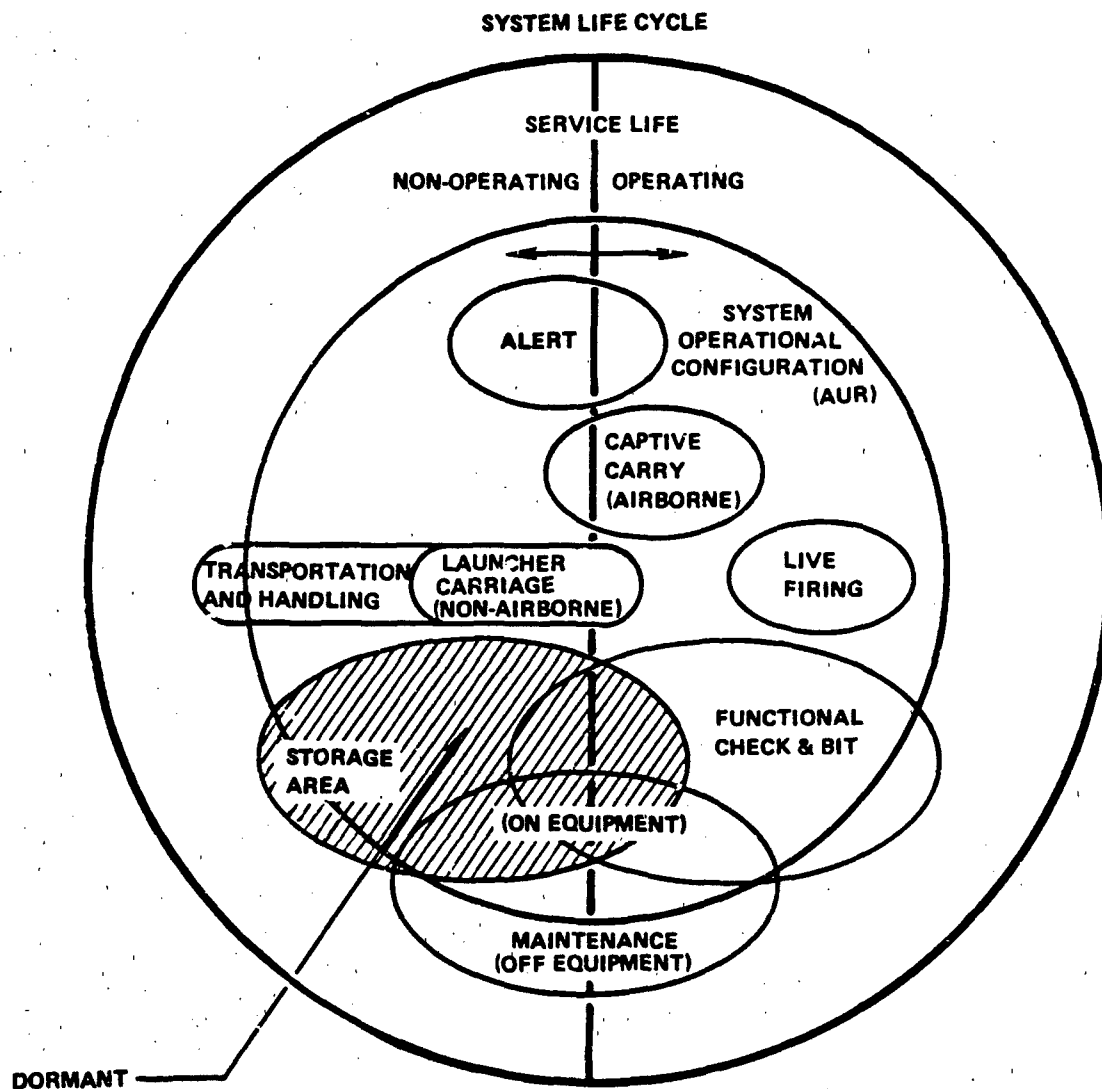 SYSTEM LIFE CYCLE
SERVICE LIFE
NON-OPERATING
OPERATING
ALERT
SYSTEM
OPERATIONAL
CONFIGURATION
(AUR)
CAPTIVE
CARRY
(AIRBORNE)
TRANSPORTATION
AND HANDLING
LAUNCHER
CARRIAGE
(NON-AIRBORNE)
LIVE
FIRING
STORAGE
AREA
FUNCTIONAL
CHECK & BIT
(ON EQUIPMENT)
MAINTENANCE
(OFF EQUIPMENT)
DORMANT